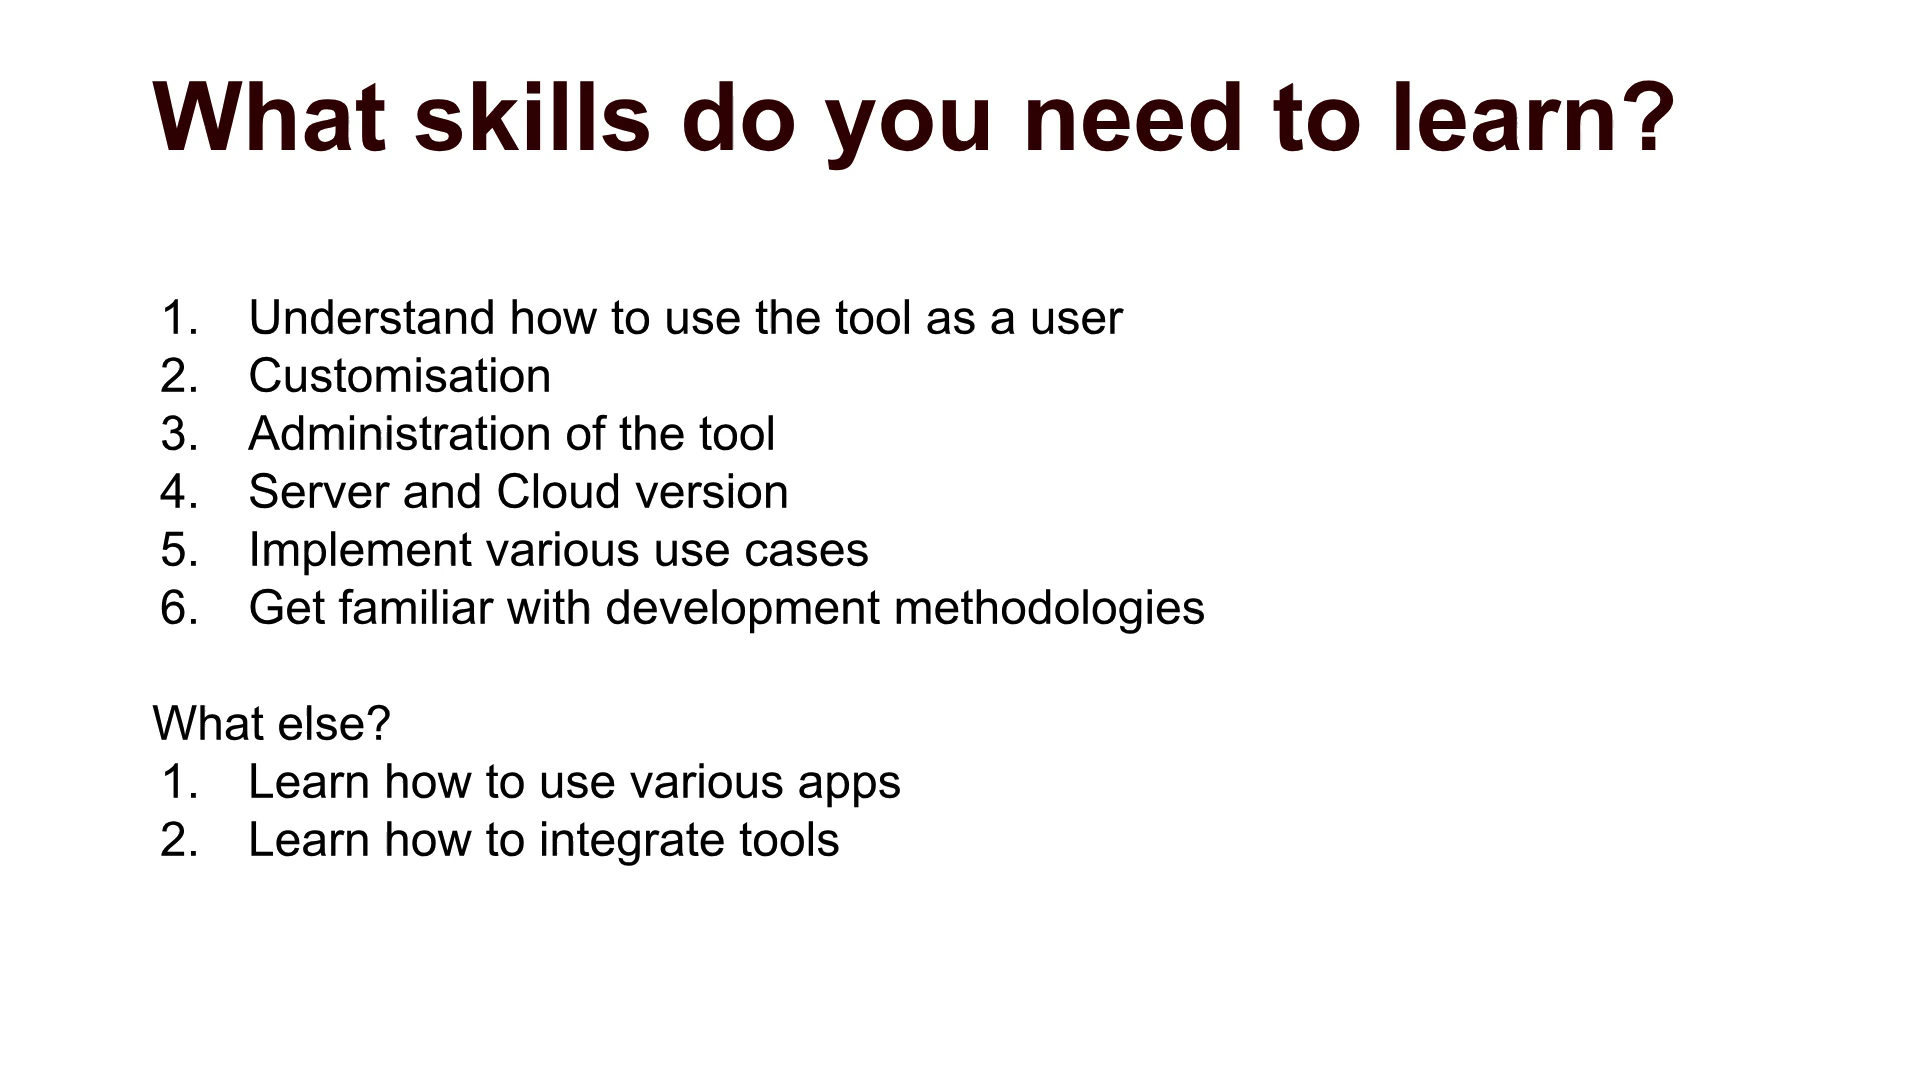 What skills do you need to learn?
1. Understand how to use the tool as a user
2. Customisation
3. Administration of the tool
4. Server and Cloud version
5. Implement various use cases
6. Get familiar with development methodologies
What else?
1. Learn how to use various apps
2. Learn how to integrate tools